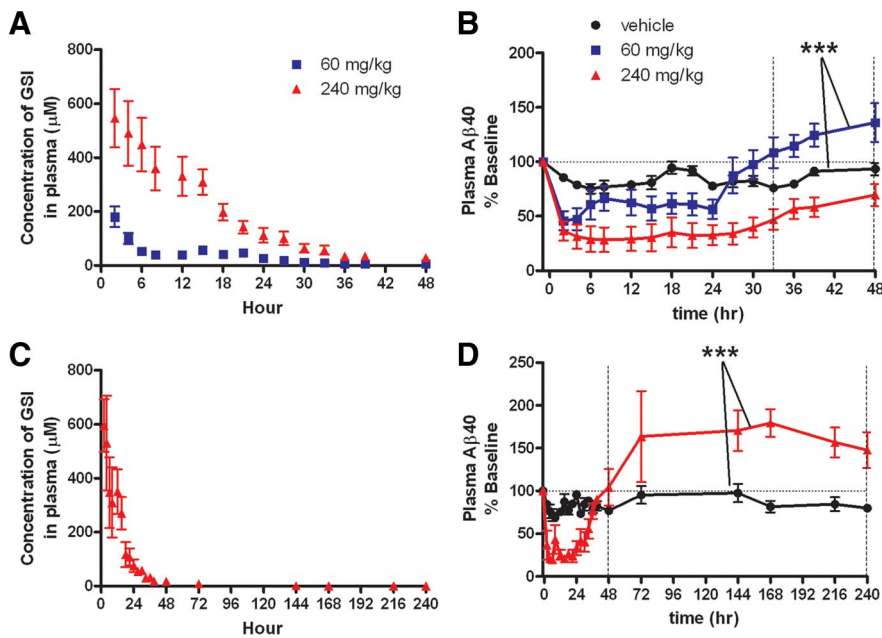 A
800
600
400
200
0
Concentration of GSI
in plasma (μM)
60 mg/kg
240 mg/kg
0 6 12 18 24 30 36 42 48
Hour
B
vehicle
60 mg/kg
240 mg/kg
***
200
150
100
50
0
Plasma Aβ40
% Baseline
0 6 12 18 24 30 36 42 48
time (hr)
C
800
600
400
200
0
Concentration of GSI
in plasma (μM)
0 24 48 72 96 120 144 168 192 216 240
Hour
D
***
250
200
150
100
50
0
Plasma Aβ40
% Baseline
0 24 48 72 96 120 144 168 192 216 240
time (hr)